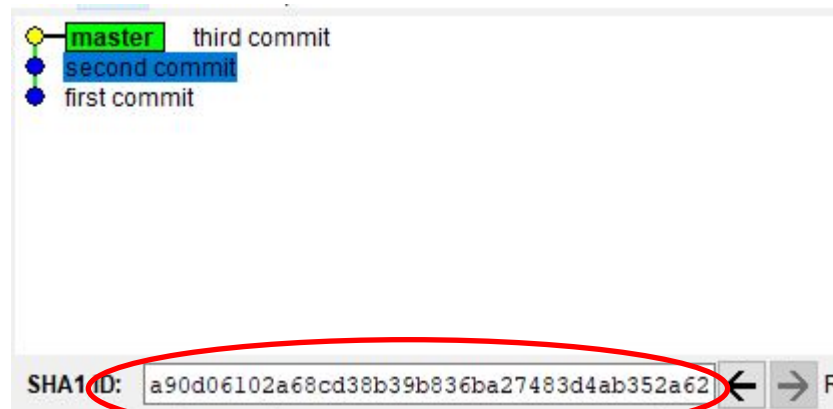 master third commit
second commit
first commit
SHA1 ID: a90d06102a68cd38b39b836ba27483d4ab352a62